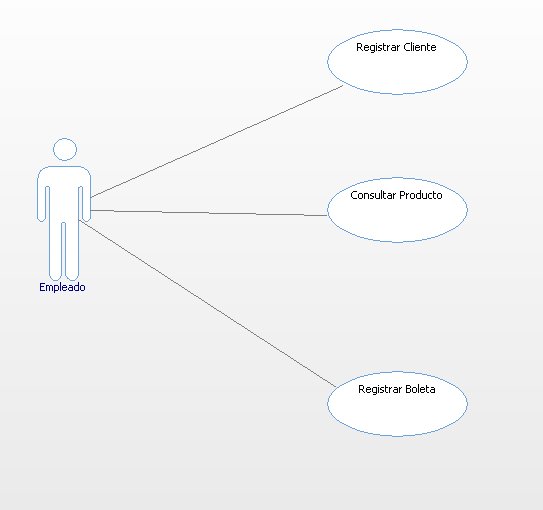 Registrar Cliente
Consultar Producto
Empleado
Registrar Boleta